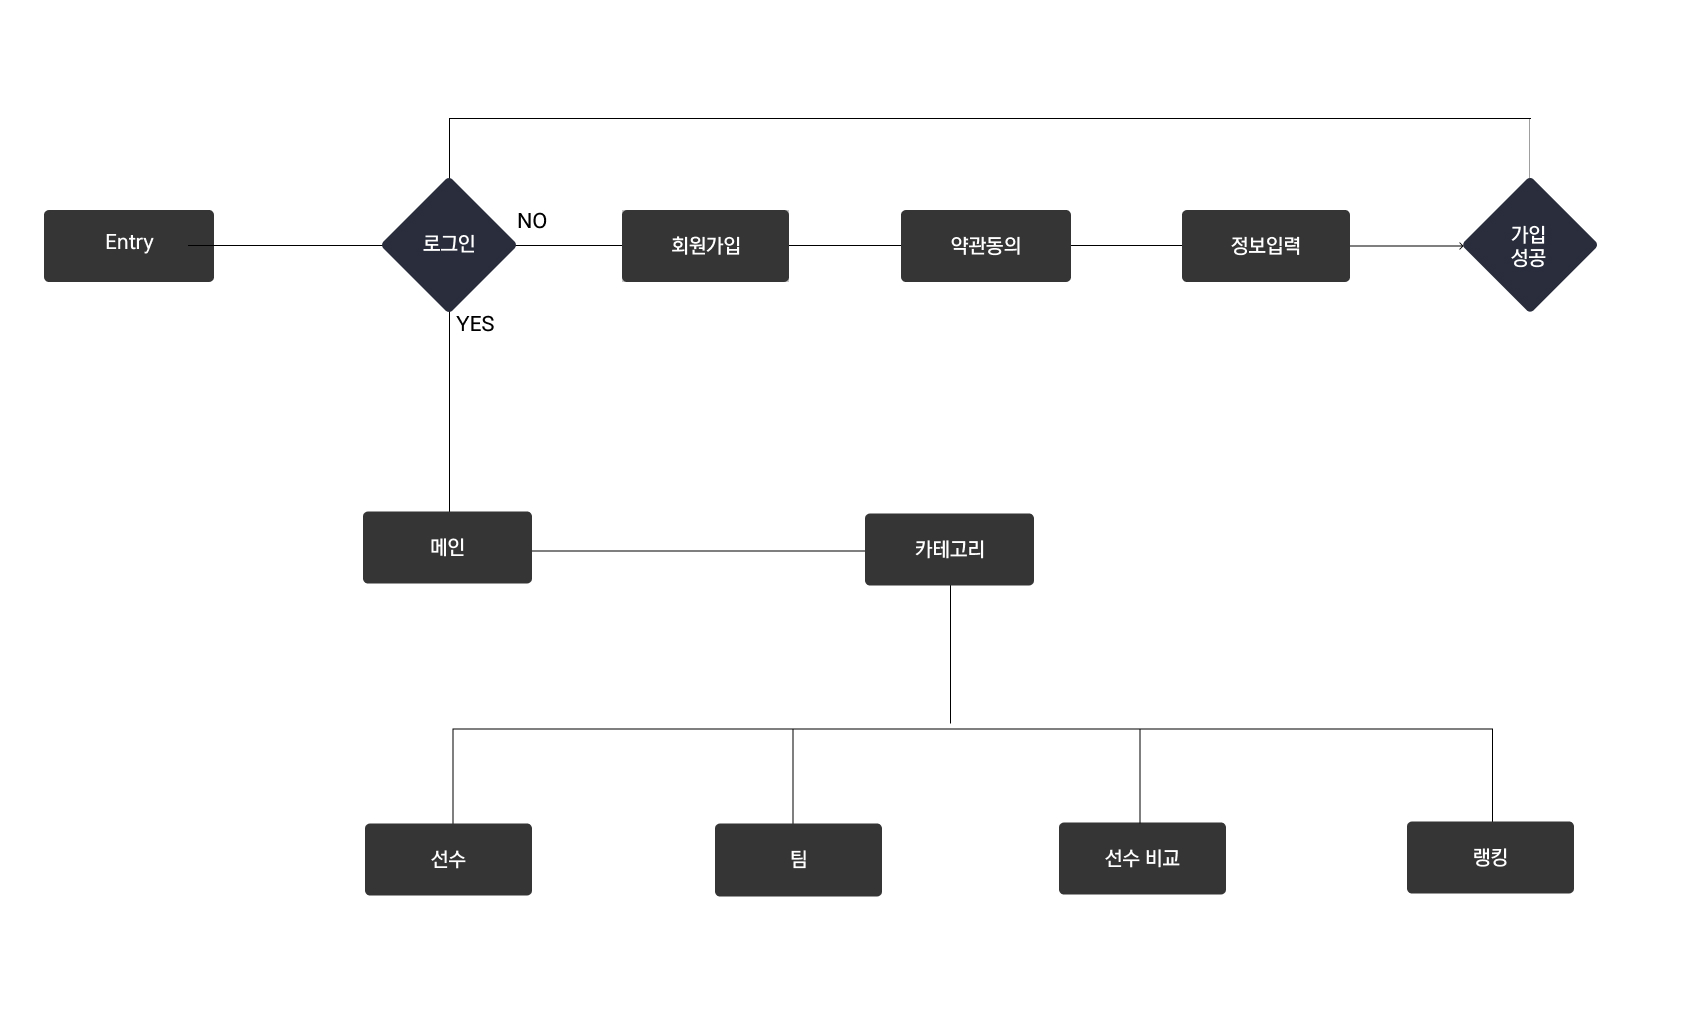 Entry
로그인
NO
회원가입
약관동의
정보입력
가입
성공
YES
메인
카테고리
선수
팀
선수 비교
랭킹